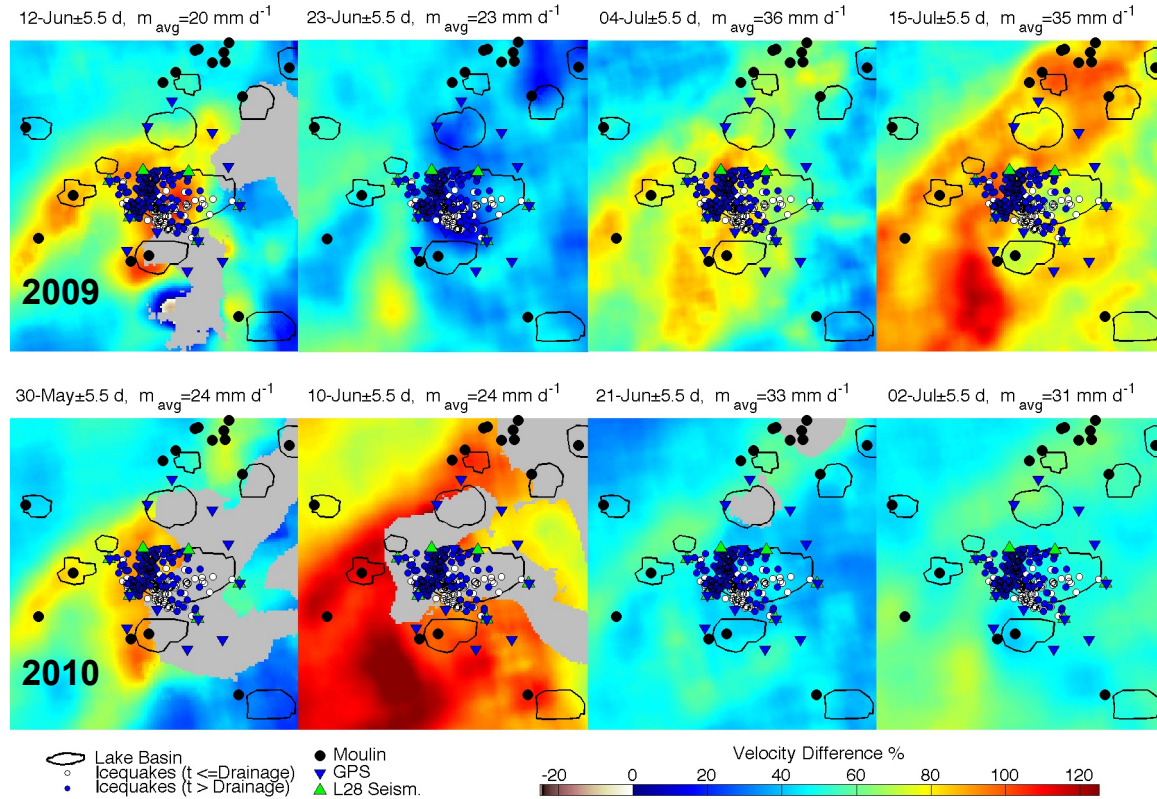 12-Jun±5.5 d, m avg=20 mm d-1
23-Jun±5.5 d, m avg=23 mm d-1
04-Jul±5.5 d, m avg=36 mm d-1
15-Jul±5.5 d, m avg=35 mm d-1
2009
30-May±5.5 d, m avg=24 mm d-1
10-Jun±5.5 d, m avg=24 mm d-1
21-Jun±5.5 d, m avg=33 mm d-1
02-Jul±5.5 d, m avg=31 mm d-1
2010
Lake Basin
Icequakes (t <=Drainage)
Icequakes (t > Drainage)
Moulin
GPS
L28 Seism.
Velocity Difference %
-20 0 20 40 60 80 100 120